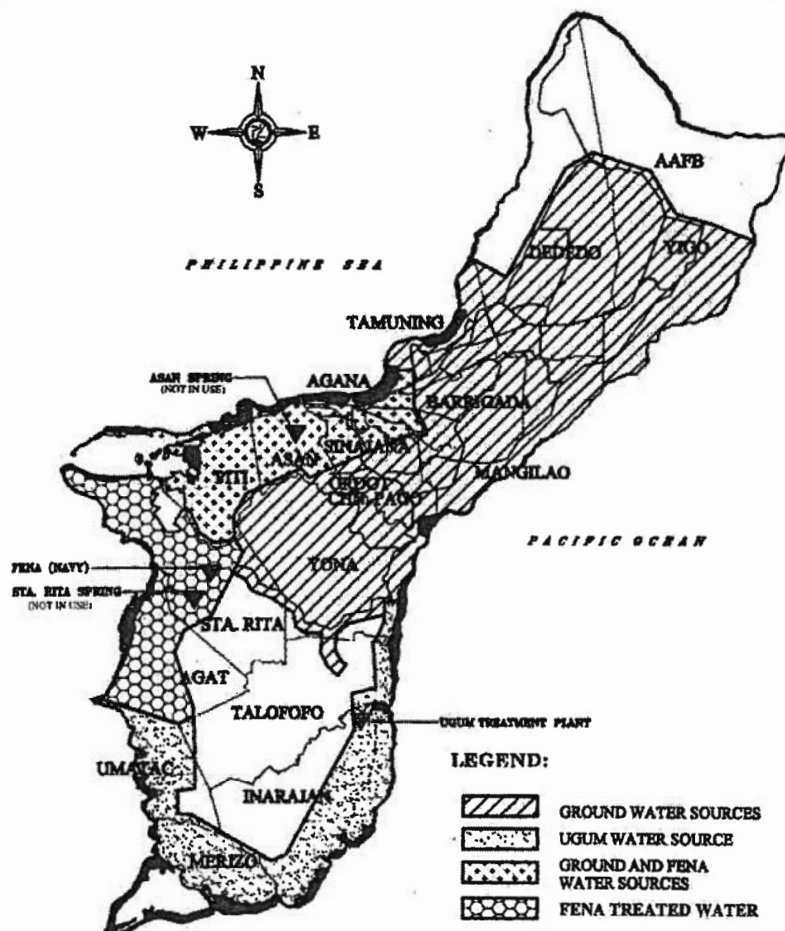 N
W E
S
AAFB
DEDEDO
YIGO
PHILIPPINE SEA
TAMUNING
ASAN SPRING
(NOT IN USE)
AGANA
BARRIGADA
SINAJANA
ASAN
PITI
MANGILAO
ORDOT
CHN. PAGO
PACIFIC OCEAN
YONA
FENA (NAVY)
STA. RITA SPRING
(NOT IN USE)
STA. RITA
AGAT
TALOFOFO
UGUM TREATMENT PLANT
UMATAC
LEGEND:
INARAJAN
GROUND WATER SOURCES
UGUM WATER SOURCE
MERIZO
GROUND AND FENA
WATER SOURCES
FENA TREATED WATER